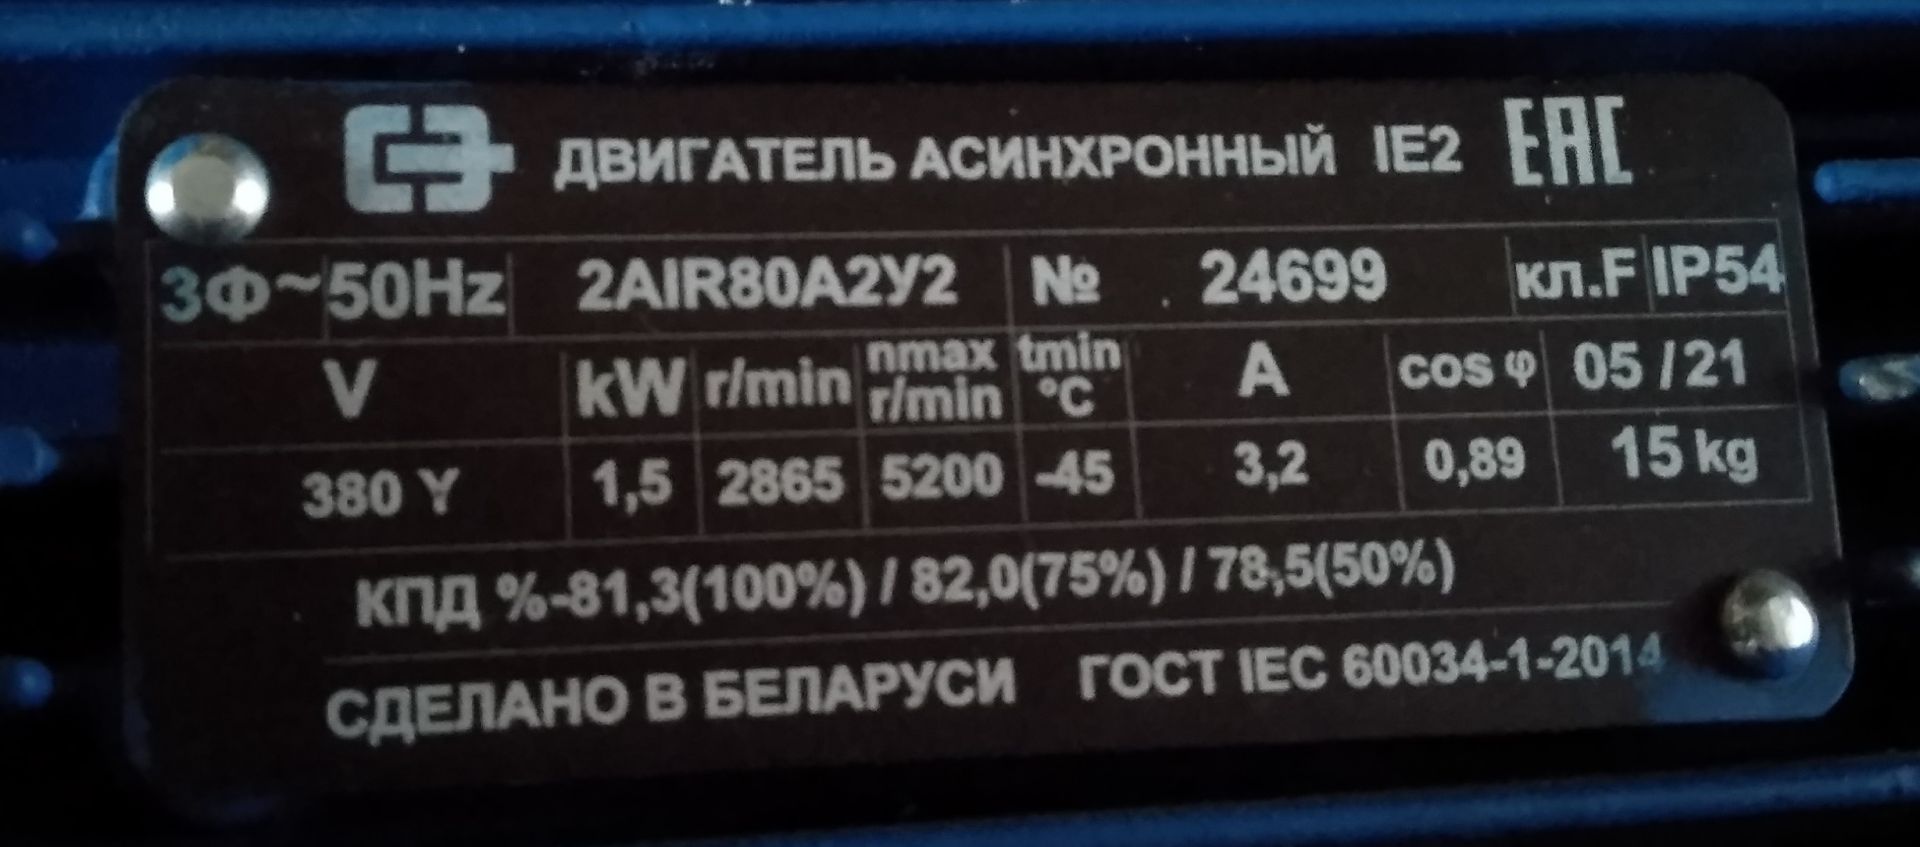 ДВИГАТЕЛЬ АСИНХРОННЫЙ IE2 EAC
3Ф~ 50Hz 2AIR80A2У2 № 24699 кл.F IP54
V kW r/min nmax r/min tmin °C A cos φ 05 / 21
380 Y 1,5 2865 5200 -45 3,2 0,89 15 kg
КПД %-81,3(100%) / 82,0(75%) / 78,5(50%)
СДЕЛАНО В БЕЛАРУСИ ГОСТ IEC 60034-1-2014